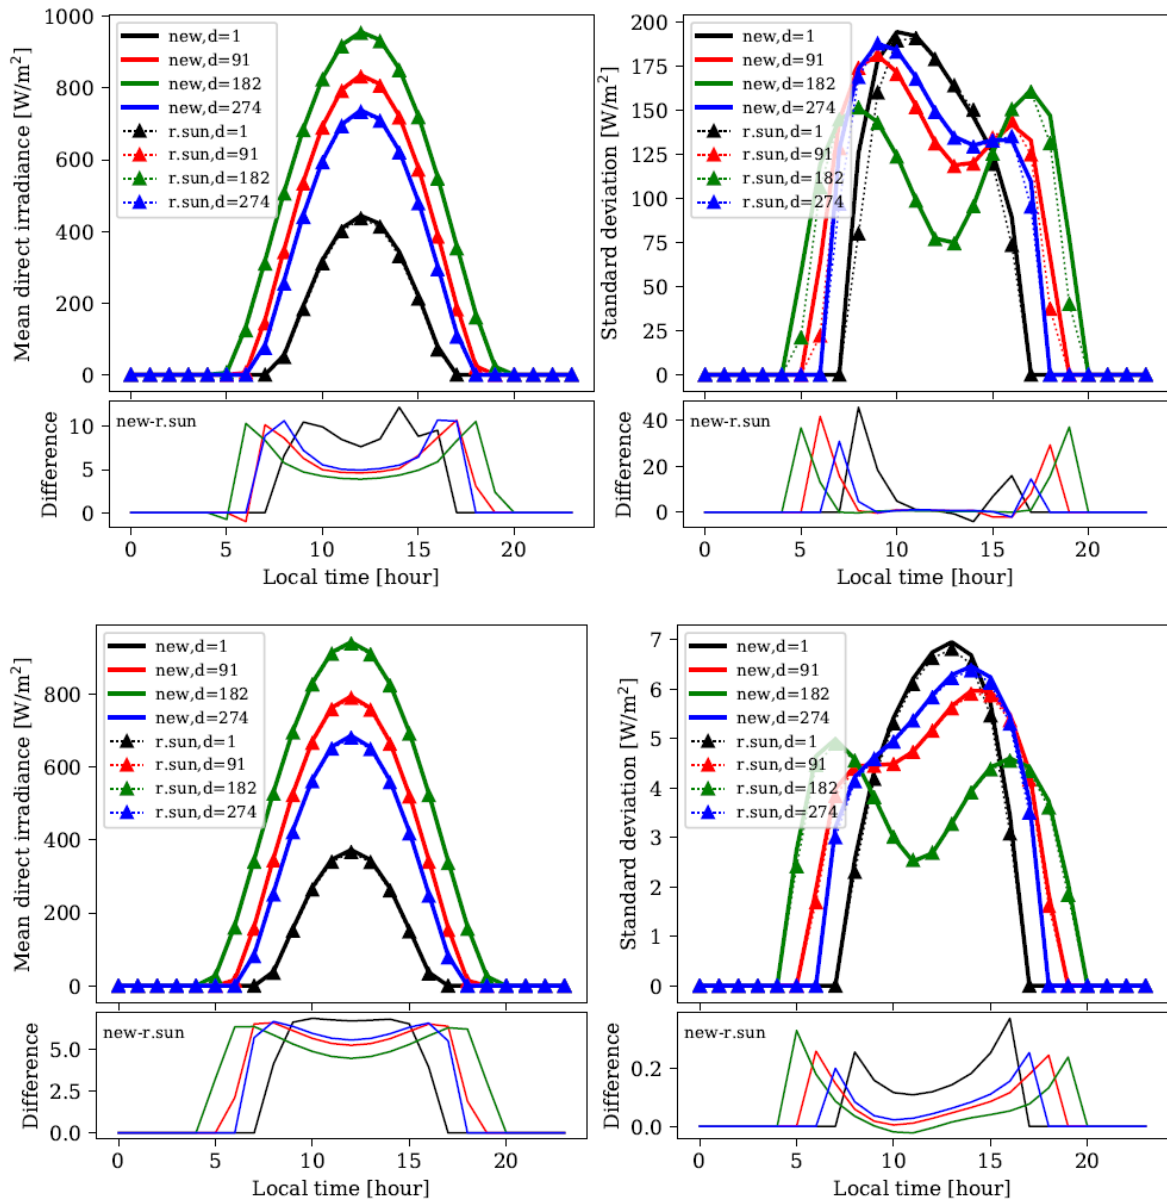 Mean direct irradiance [W/m²]
1000
800
600
400
200
0
new,d=1
new,d=91
new,d=182
new,d=274
r.sun,d=1
r.sun,d=91
r.sun,d=182
r.sun,d=274
Difference
10
5
0
new-r.sun
0 5 10 15 20
Local time [hour]
Standard deviation [W/m²]
200
175
150
125
100
75
50
25
0
new,d=1
new,d=91
new,d=182
new,d=274
r.sun,d=1
r.sun,d=91
r.sun,d=182
r.sun,d=274
Difference
40
20
0
new-r.sun
0 5 10 15 20
Local time [hour]
Mean direct irradiance [W/m²]
800
600
400
200
0
new,d=1
new,d=91
new,d=182
new,d=274
r.sun,d=1
r.sun,d=91
r.sun,d=182
r.sun,d=274
Difference
5.0
2.5
0.0
new-r.sun
0 5 10 15 20
Local time [hour]
Standard deviation [W/m²]
7
6
5
4
3
2
1
0
new,d=1
new,d=91
new,d=182
new,d=274
r.sun,d=1
r.sun,d=91
r.sun,d=182
r.sun,d=274
Difference
0.2
0.0
new-r.sun
0 5 10 15 20
Local time [hour]